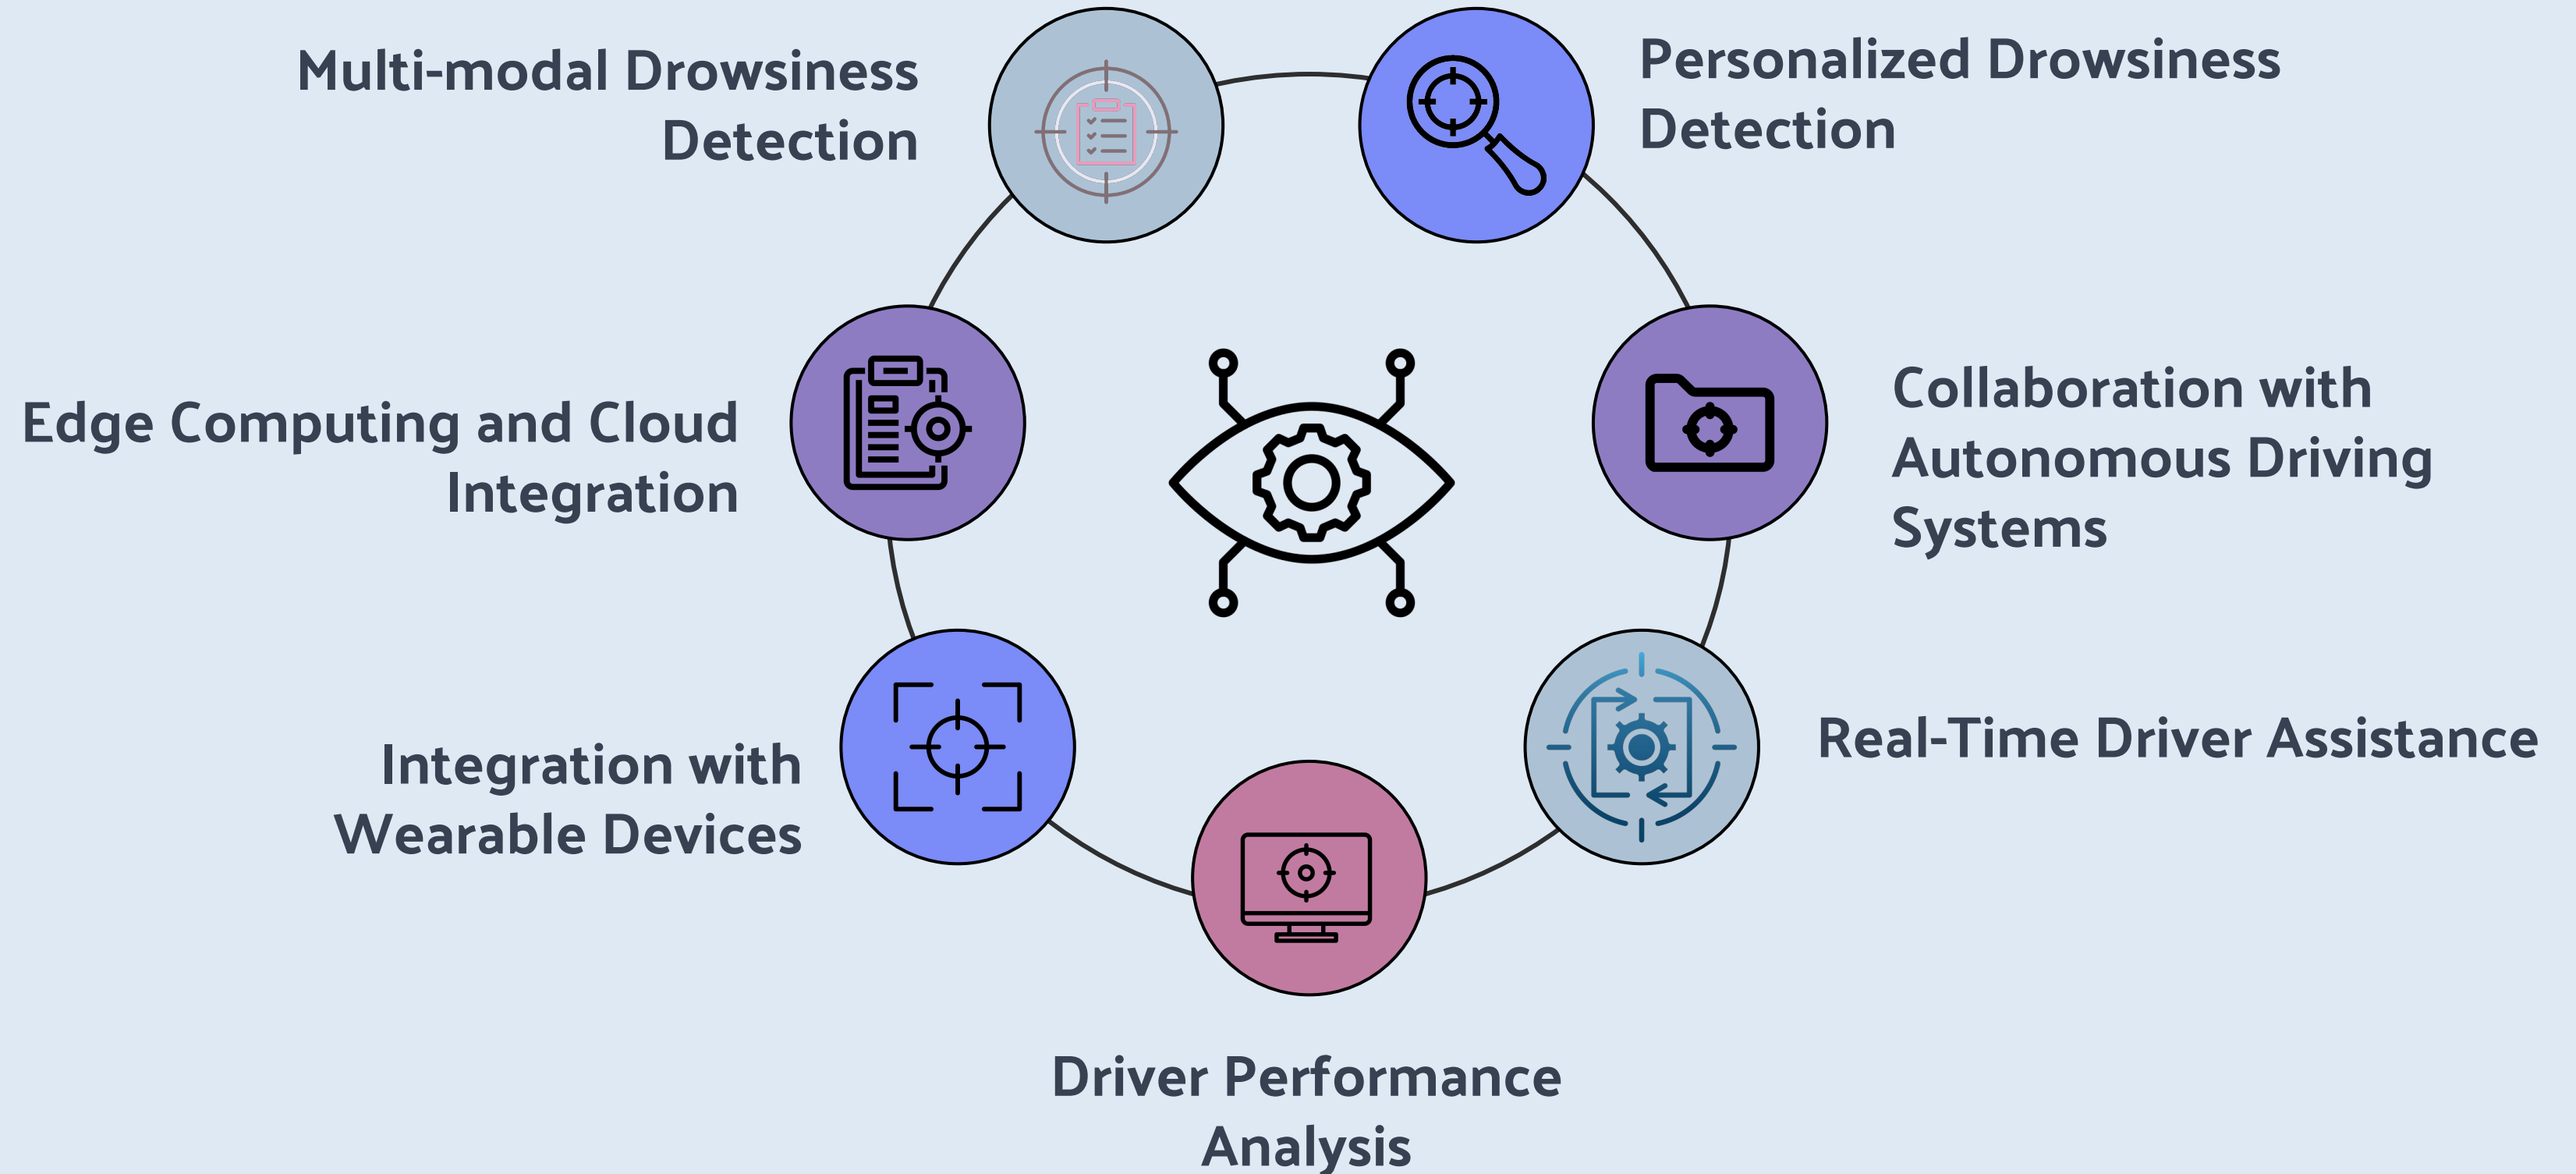 Multi-modal Drowsiness
Detection
Personalized Drowsiness
Detection
Edge Computing and Cloud
Integration
Collaboration with
Autonomous Driving
Systems
Integration with
Wearable Devices
Real-Time Driver Assistance
Driver Performance
Analysis